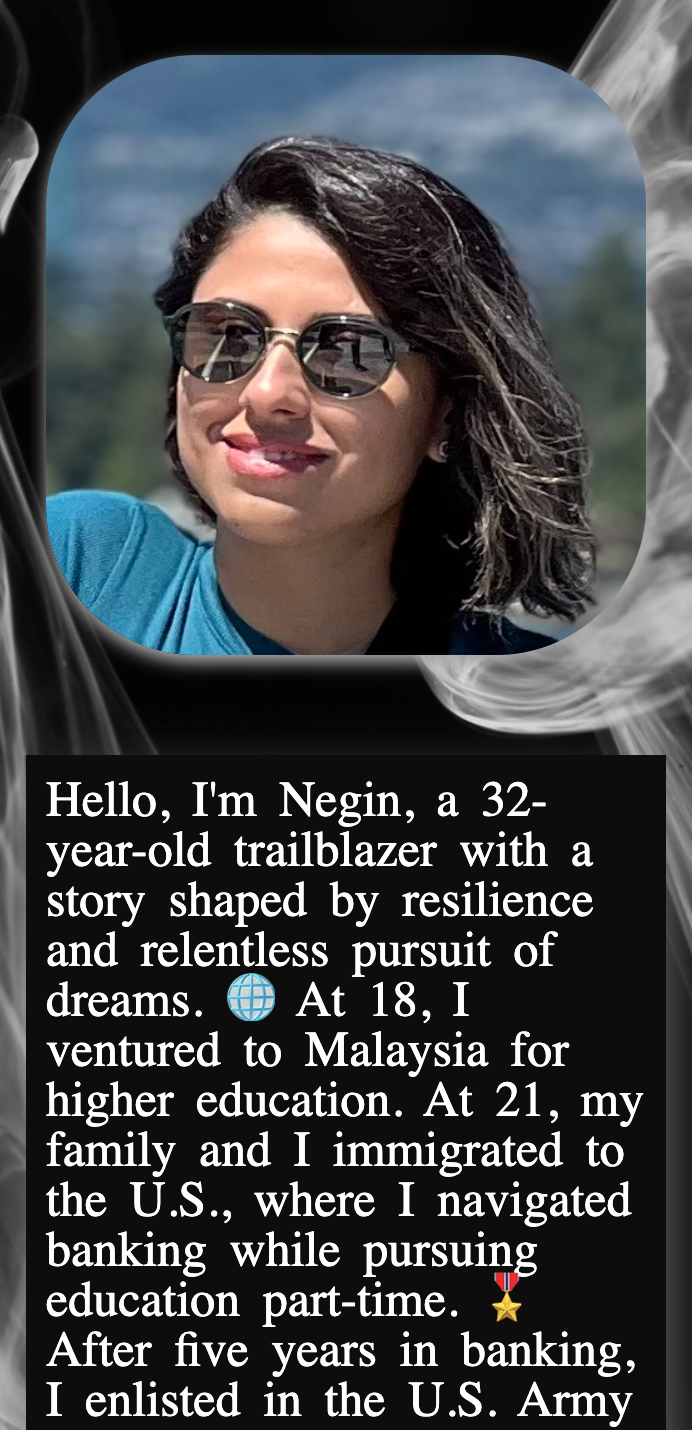 Hello, I'm Negin, a 32-
year-old trailblazer with a
story shaped by resilience
and relentless pursuit of
dreams. 🌐 At 18, I
ventured to Malaysia for
higher education. At 21, my
family and I immigrated to
the U.S., where I navigated
banking while pursuing
education part-time. 🎖️
After five years in banking,
I enlisted in the U.S. Army